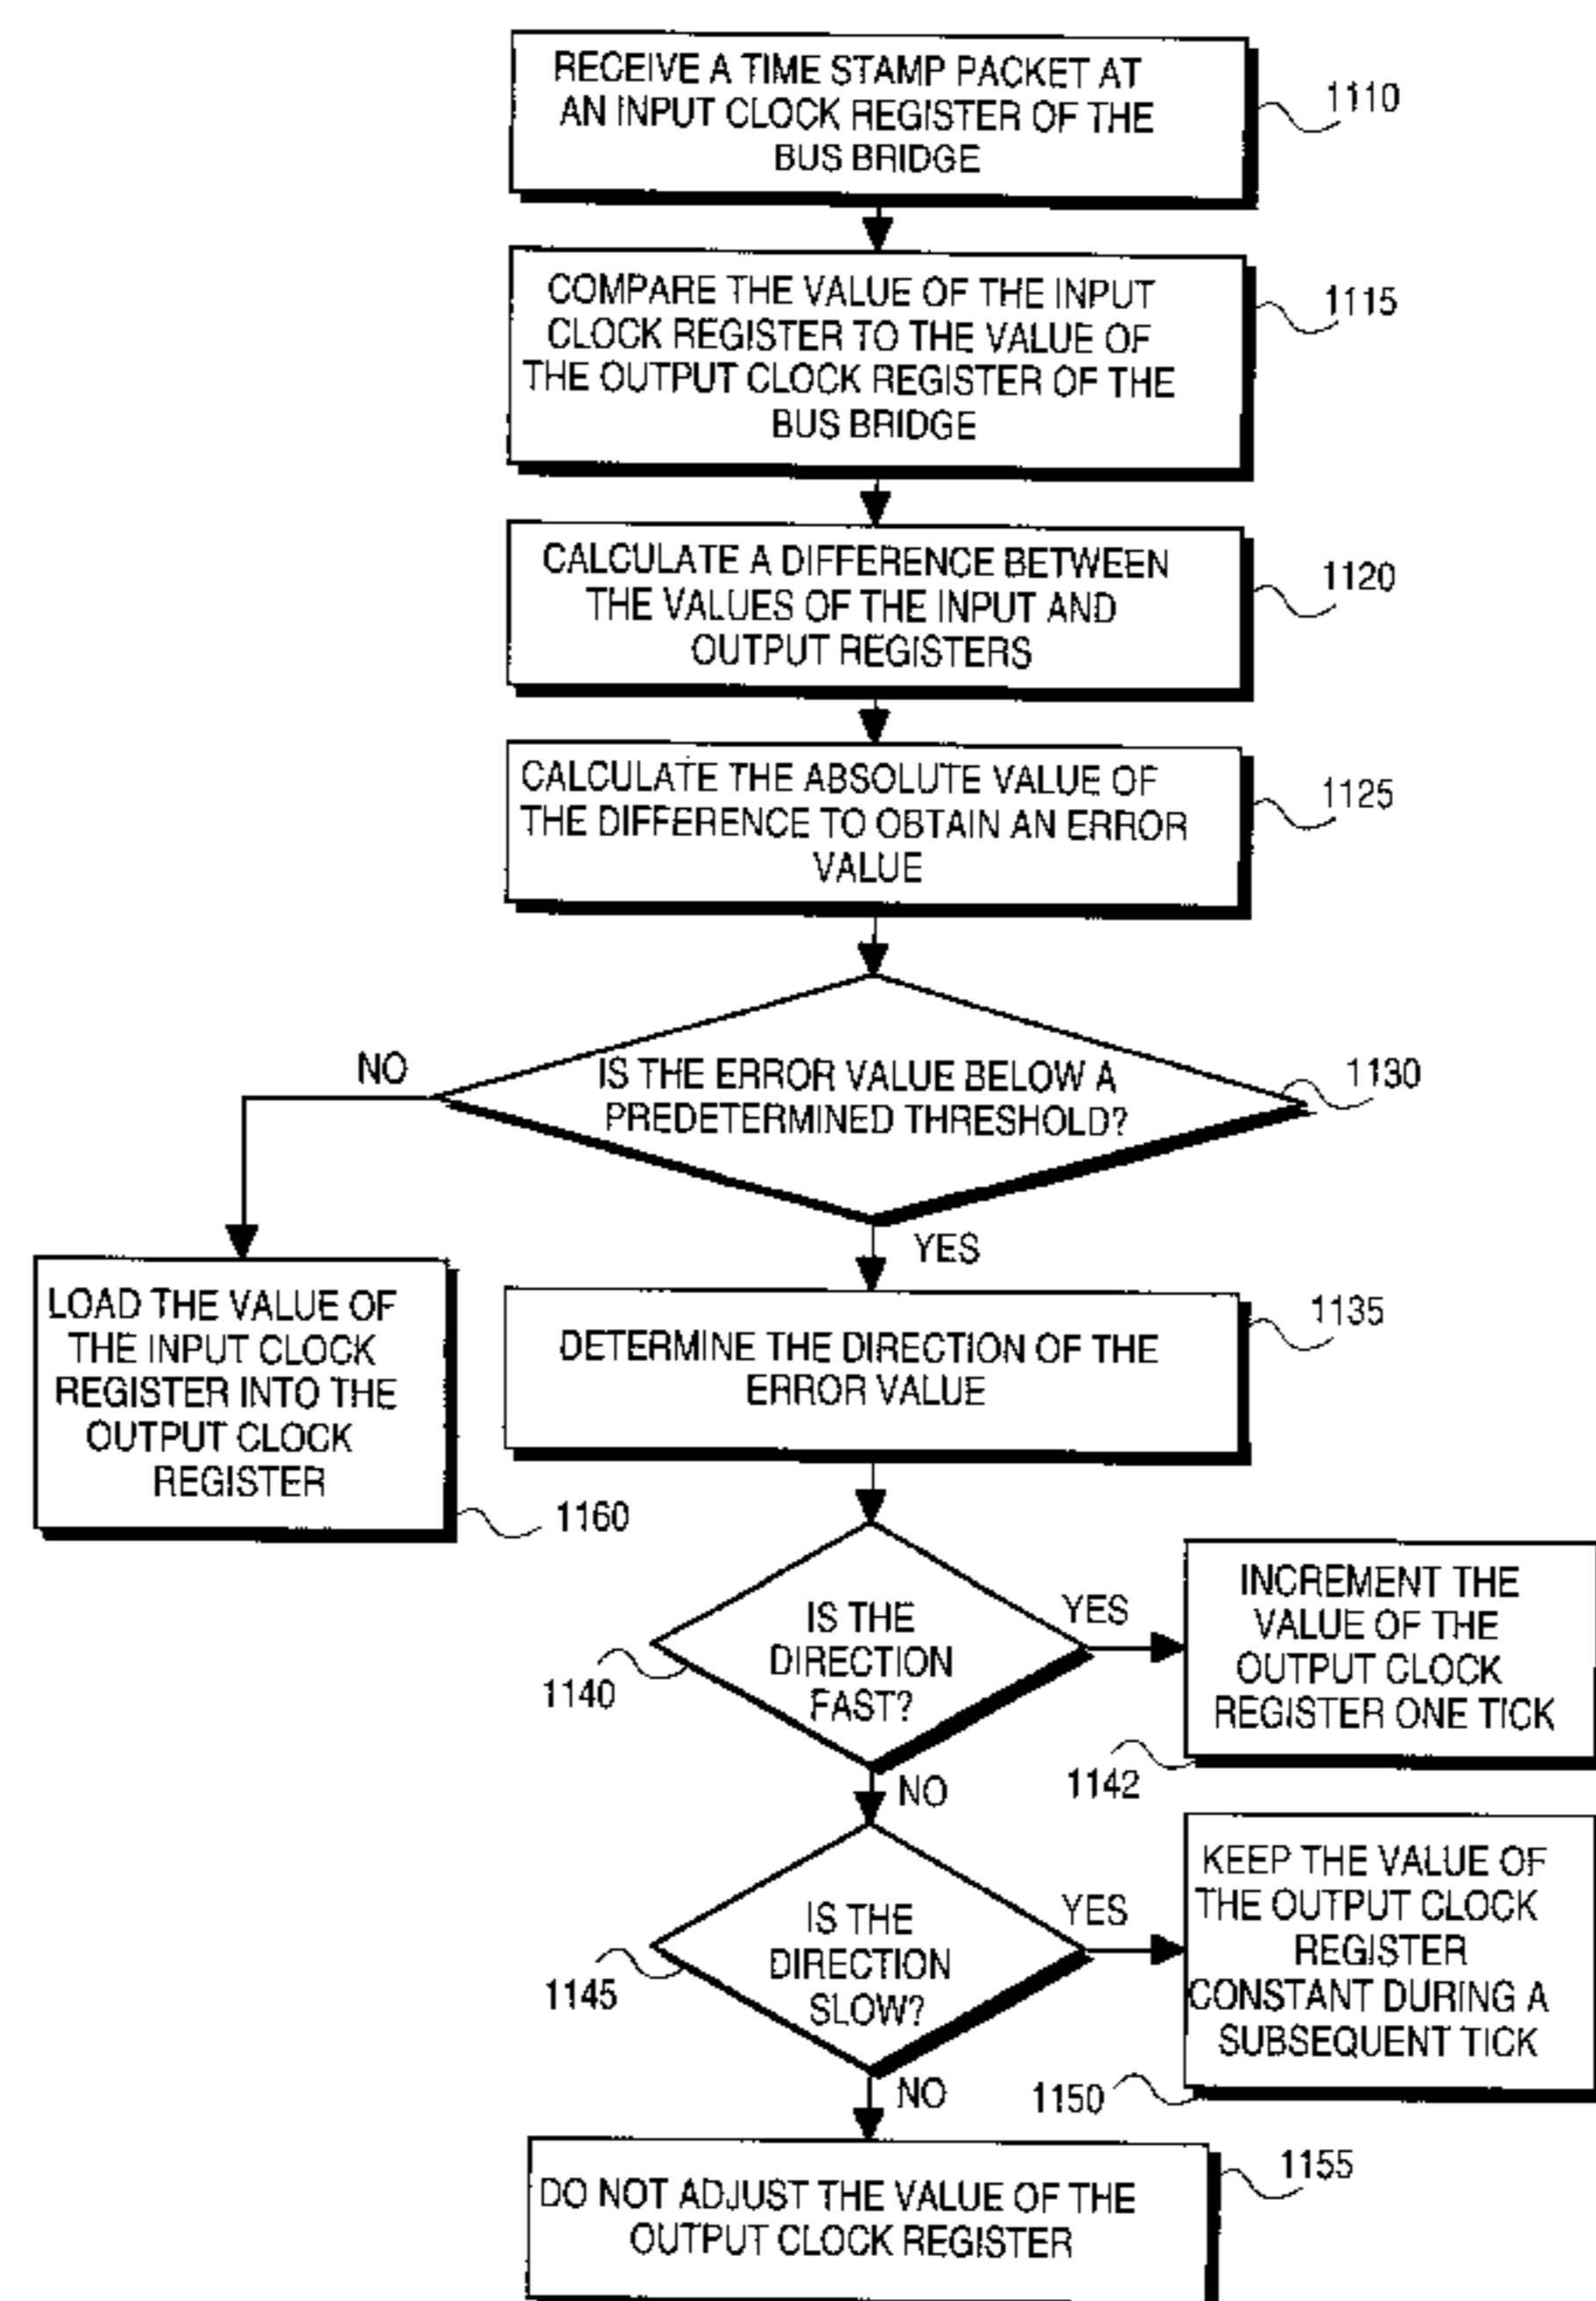 RECEIVE A TIME STAMP PACKET AT
AN INPUT CLOCK REGISTER OF THE
BUS BRIDGE
1110
COMPARE THE VALUE OF THE INPUT
CLOCK REGISTER TO THE VALUE OF
THE OUTPUT CLOCK REGISTER OF THE
BUS BRIDGE
1115
CALCULATE A DIFFERENCE BETWEEN
THE VALUES OF THE INPUT AND
OUTPUT REGISTERS
1120
CALCULATE THE ABSOLUTE VALUE OF
THE DIFFERENCE TO OBTAIN AN ERROR
VALUE
1125
IS THE ERROR VALUE BELOW A
PREDETERMINED THRESHOLD?
1130
NO
YES
LOAD THE VALUE OF
THE INPUT CLOCK
REGISTER INTO THE
OUTPUT CLOCK
REGISTER
1160
DETERMINE THE DIRECTION OF THE
ERROR VALUE
1135
IS THE
DIRECTION
FAST?
1140
YES
INCREMENT THE
VALUE OF THE
OUTPUT CLOCK
REGISTER ONE TICK
1142
NO
IS THE
DIRECTION
SLOW?
1145
YES
KEEP THE VALUE OF
THE OUTPUT CLOCK
REGISTER
CONSTANT DURING A
SUBSEQUENT TICK
1150
NO
DO NOT ADJUST THE VALUE OF THE
OUTPUT CLOCK REGISTER
1155